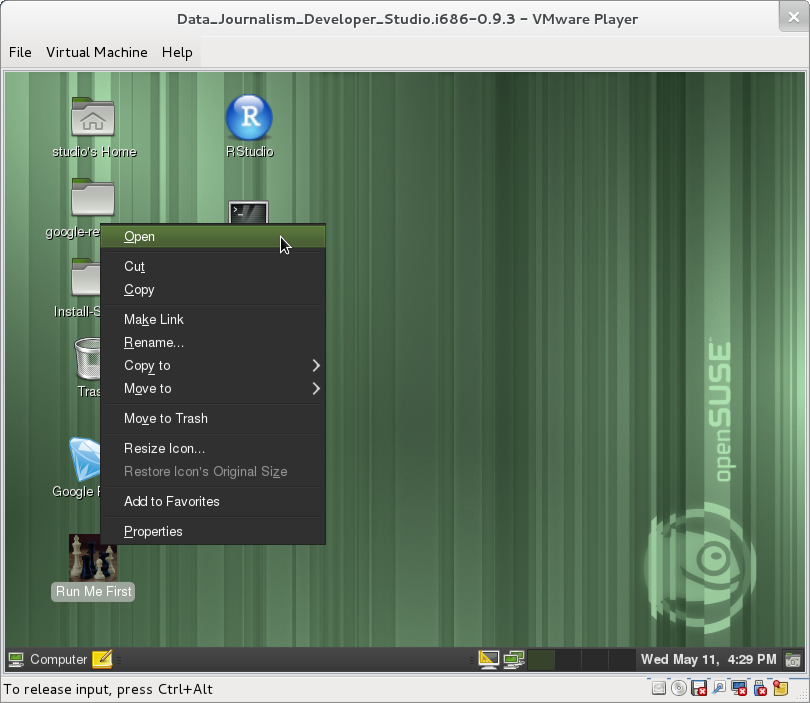 Data_Journalism_Developer_Studio.i686-0.9.3 - VMware Player
File Virtual Machine Help
studio's Home
RStudio
google-re
Open
Cut
Copy
Install-S
Make Link
Rename...
Copy to
Move to
Tras
Move to Trash
Resize Icon...
Restore Icon's Original Size
Google
Add to Favorites
Properties
Run Me First
openSUSE
Computer
Wed May 11, 4:29 PM
To release input, press Ctrl+Alt